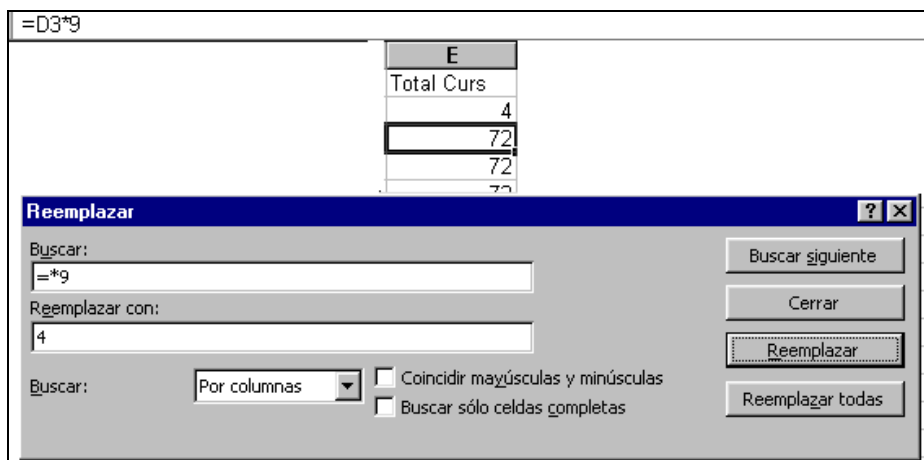 =D3*9
E
Total Curs
4
72
72
72
Reemplazar
Buscar:
=*9
Reemplazar con:
4
Buscar:
Por columnas
Coincidir mayúsculas y minúsculas
Buscar sólo celdas completas
Buscar siguiente
Cerrar
Reemplazar
Reemplazar todas